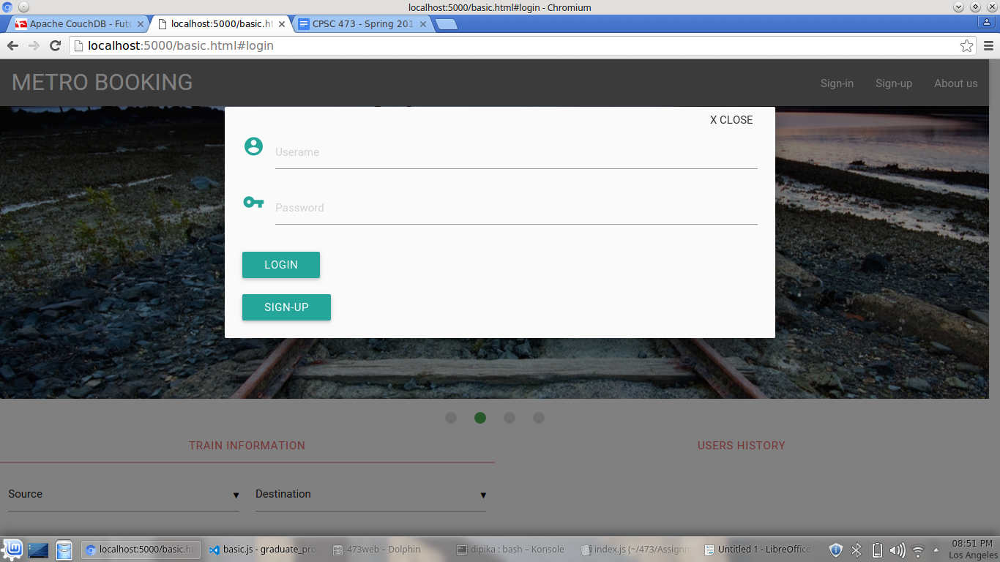 localhost:5000/basic.html#login - Chromium
Apache CouchDB - Futo
localhost:5000/basic.ht
CPSC 473 - Spring 201
localhost:5000/basic.html#login
METRO BOOKING
Sign-in
Sign-up
About us
X CLOSE
Userame
Password
LOGIN
SIGN-UP
TRAIN INFORMATION
USERS HISTORY
Source
Destination
localhost:5000/basic.ht
basic.js - graduate_proj
473web – Dolphin
dipika : bash – Konsole
index.js (~/473/Assignm
Untitled 1 - LibreOffice
08:51 PM
Los Angeles